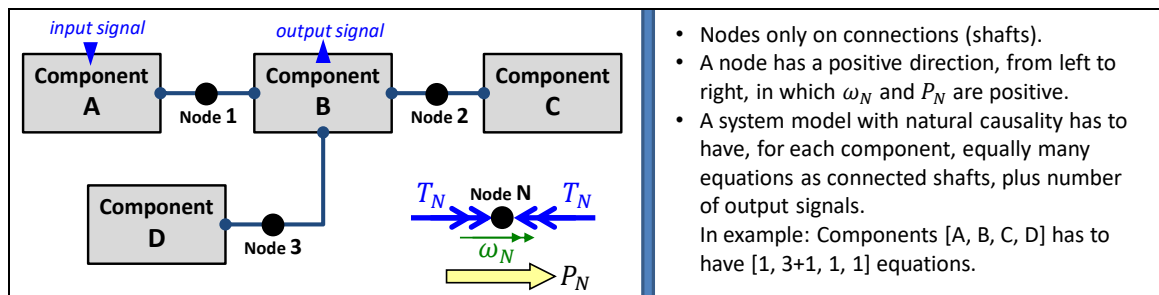 input signal
output signal
Component
A
Component
B
Component
C
Node 1
Node 2
Component
D
Node 3
Node N
T_N
T_N
ω_N
P_N
• Nodes only on connections (shafts).
• A node has a positive direction, from left to
right, in which ω_N and P_N are positive.
• A system model with natural causality has to
have, for each component, equally many
equations as connected shafts, plus number
of output signals.
In example: Components [A, B, C, D] has to
have [1, 3+1, 1, 1] equations.